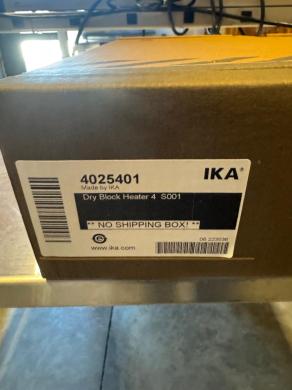 4025401
IKA®
Made by IKA
Dry Block Heater 4 S001
** NO SHIPPING BOX! **
www.ika.com